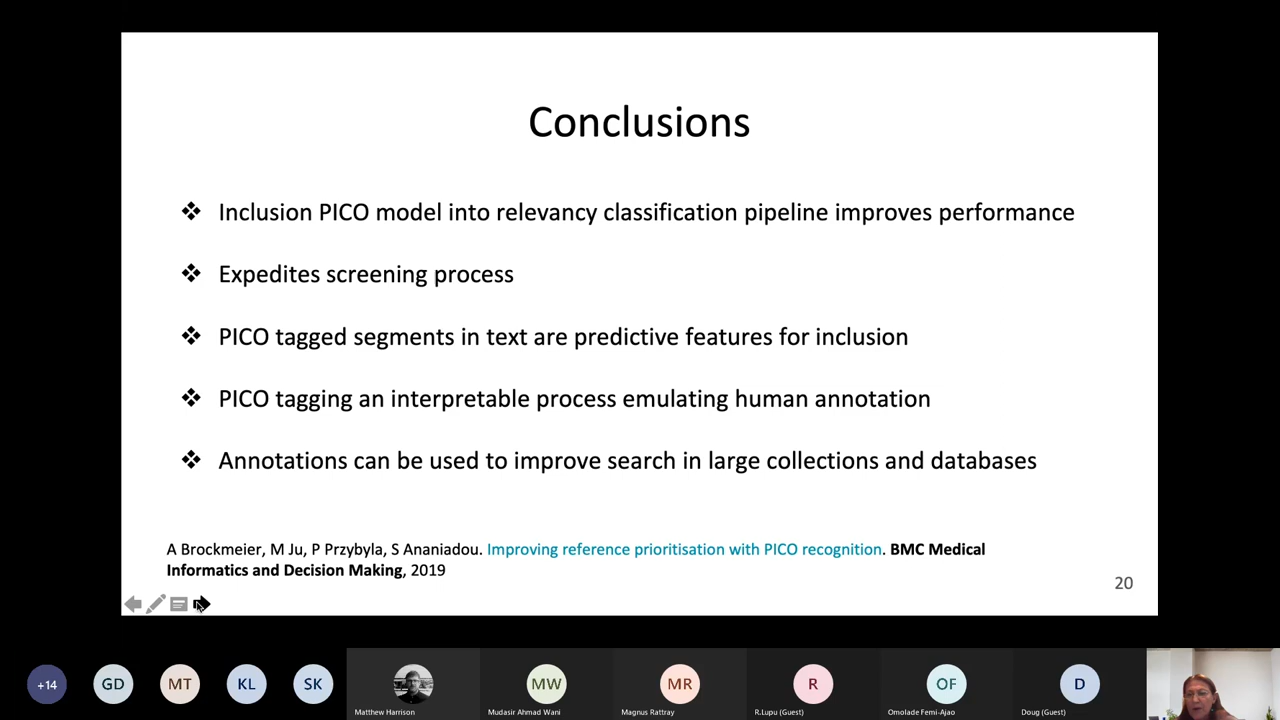 Conclusions
❖ Inclusion PICO model into relevancy classification pipeline improves performance
❖ Expedites screening process
❖ PICO tagged segments in text are predictive features for inclusion
❖ PICO tagging an interpretable process emulating human annotation
❖ Annotations can be used to improve search in large collections and databases
A Brockmeier, M Ju, P Przybyla, S Ananiadou. Improving reference prioritisation with PICO recognition. BMC Medical
Informatics and Decision Making, 2019
20
+14
GD
MT
KL
SK
MW
MR
R
OF
D
Matthew Harrison
Mudasir Ahmad Wani
Magnus Rattray
R.Lupu (Guest)
Omolade Femi-Ajao
Doug (Guest)